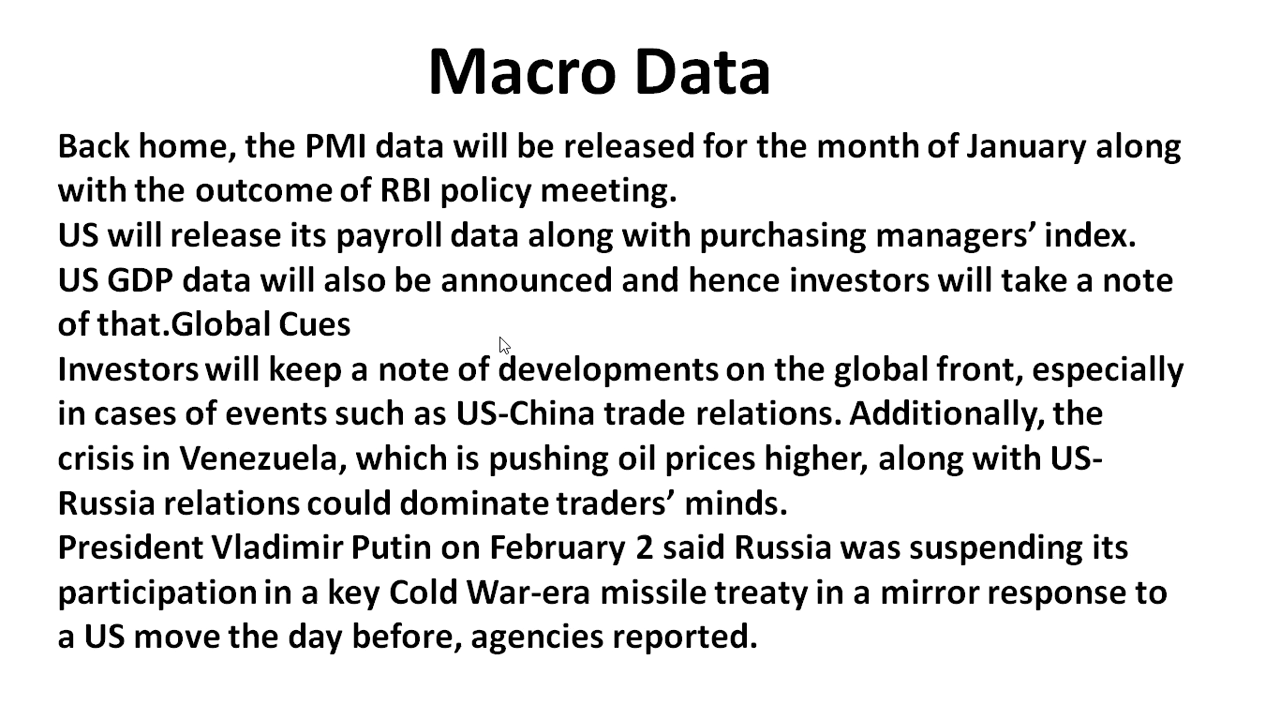 Macro Data
Back home, the PMI data will be released for the month of January along
with the outcome of RBI policy meeting.
US will release its payroll data along with purchasing managers’ index.
US GDP data will also be announced and hence investors will take a note
of that.Global Cues
Investors will keep a note of developments on the global front, especially
in cases of events such as US-China trade relations. Additionally, the
crisis in Venezuela, which is pushing oil prices higher, along with US-
Russia relations could dominate traders’ minds.
President Vladimir Putin on February 2 said Russia was suspending its
participation in a key Cold War-era missile treaty in a mirror response to
a US move the day before, agencies reported.